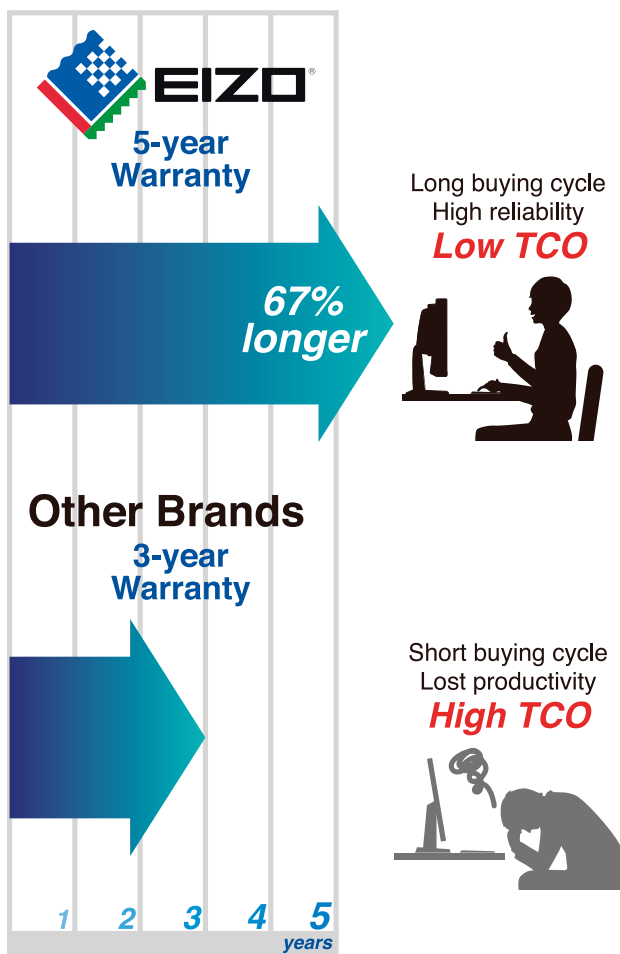 EIZO®
5-year
Warranty
67%
longer
Long buying cycle
High reliability
Low TCO
Other Brands
3-year
Warranty
Short buying cycle
Lost productivity
High TCO
1 2 3 4 5
years